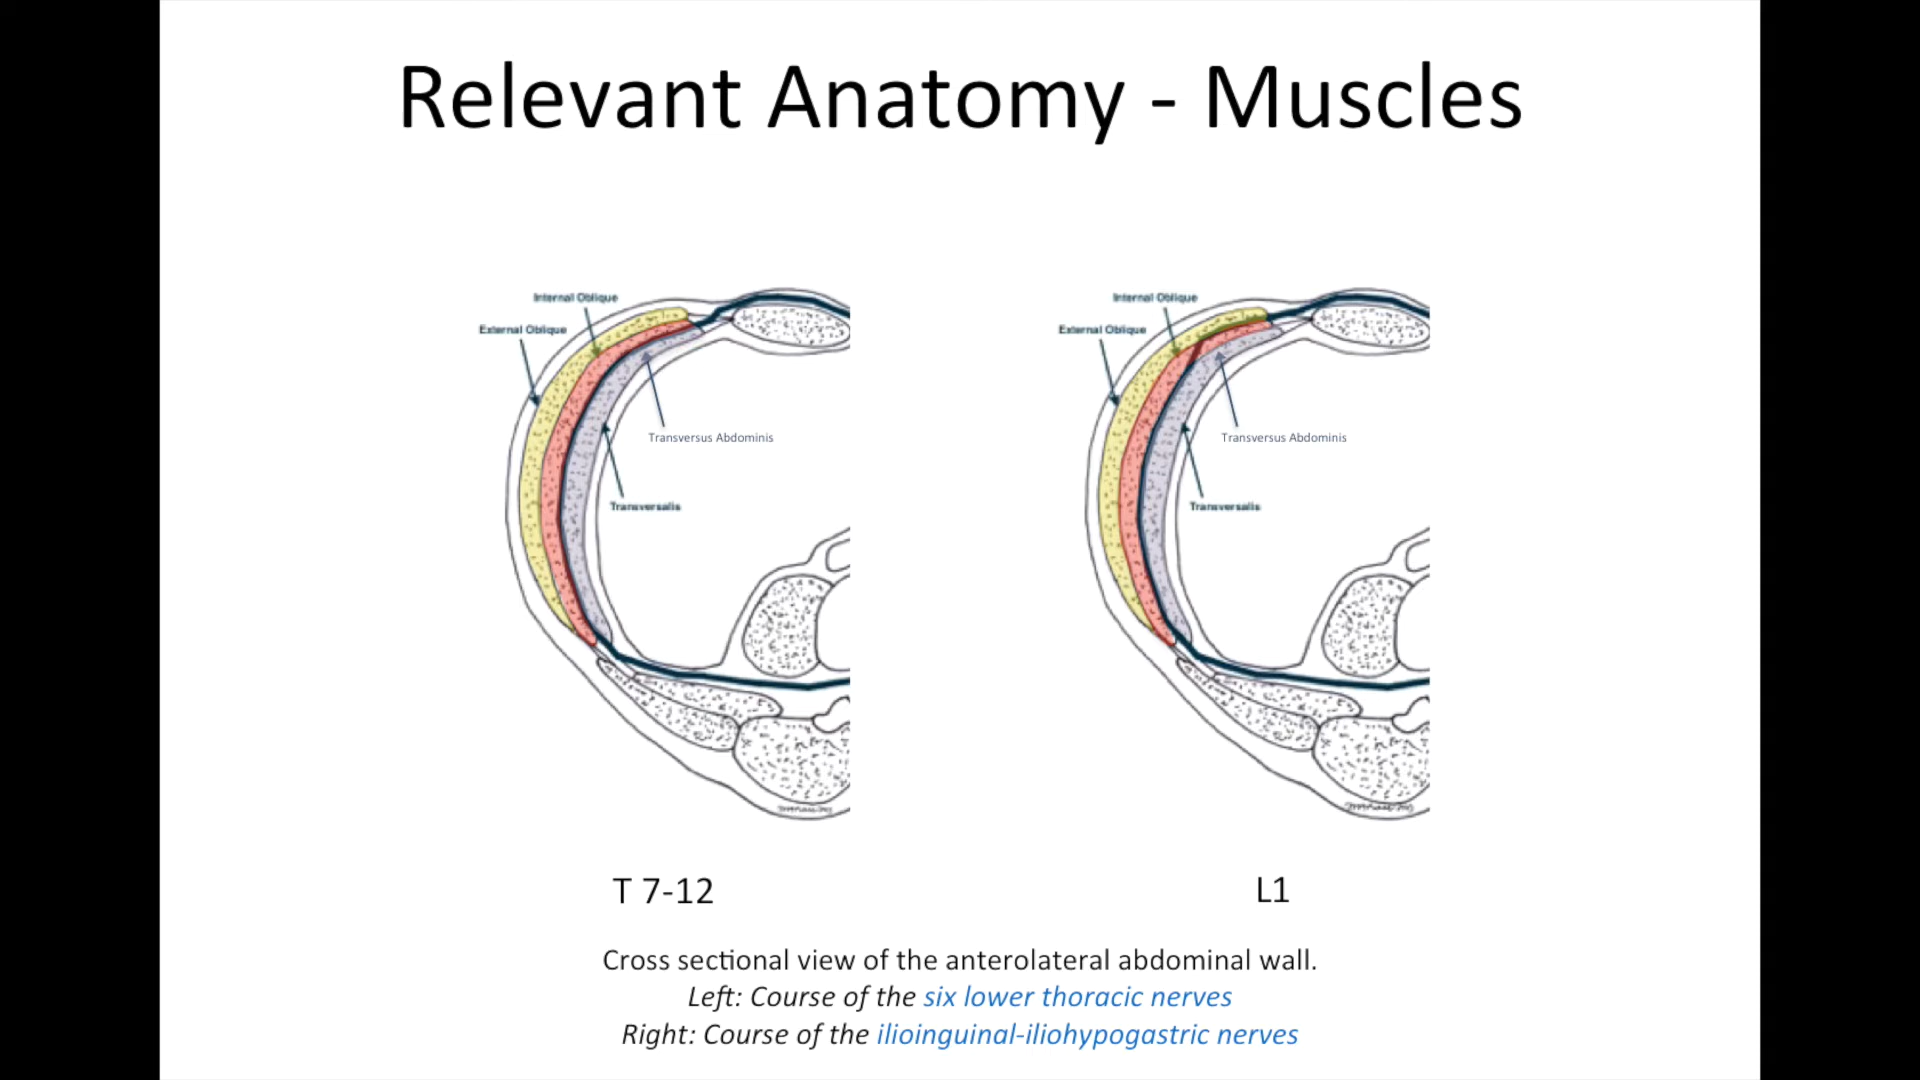 Relevant Anatomy - Muscles
Internal Oblique
External Oblique
Transversus Abdominis
Transversalis
Internal Oblique
External Oblique
Transversus Abdominis
Transversalis
T 7-12
L1
Cross sectional view of the anterolateral abdominal wall.
Left: Course of the six lower thoracic nerves
Right: Course of the ilioinguinal-iliohypogastric nerves